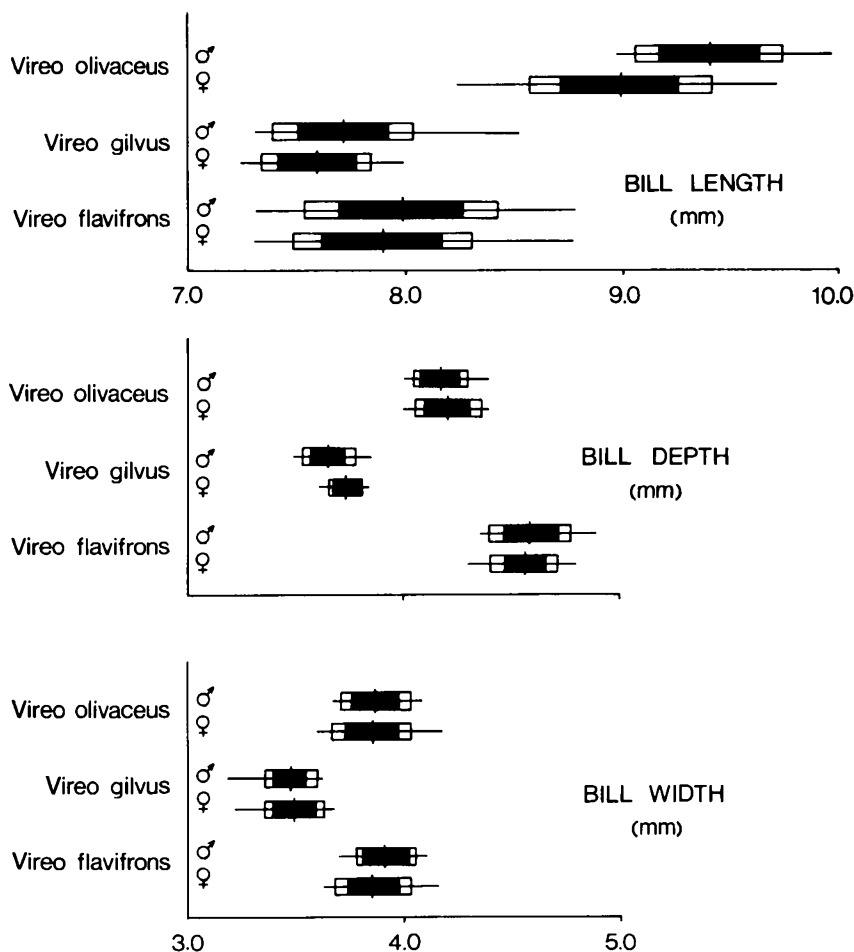 Vireo olivaceus ♂
♀
Vireo gilvus ♂
♀
Vireo flavifrons ♂
♀
BILL LENGTH
(mm)
7.0 8.0 9.0 10.0
Vireo olivaceus ♂
♀
Vireo gilvus ♂
♀
Vireo flavifrons ♂
♀
BILL DEPTH
(mm)
Vireo olivaceus ♂
♀
Vireo gilvus ♂
♀
Vireo flavifrons ♂
♀
BILL WIDTH
(mm)
3.0 4.0 5.0